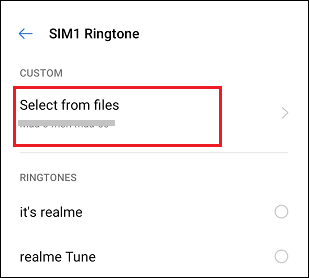 SIM1 Ringtone
CUSTOM
Select from files
RINGTONES
it's realme
realme Tune